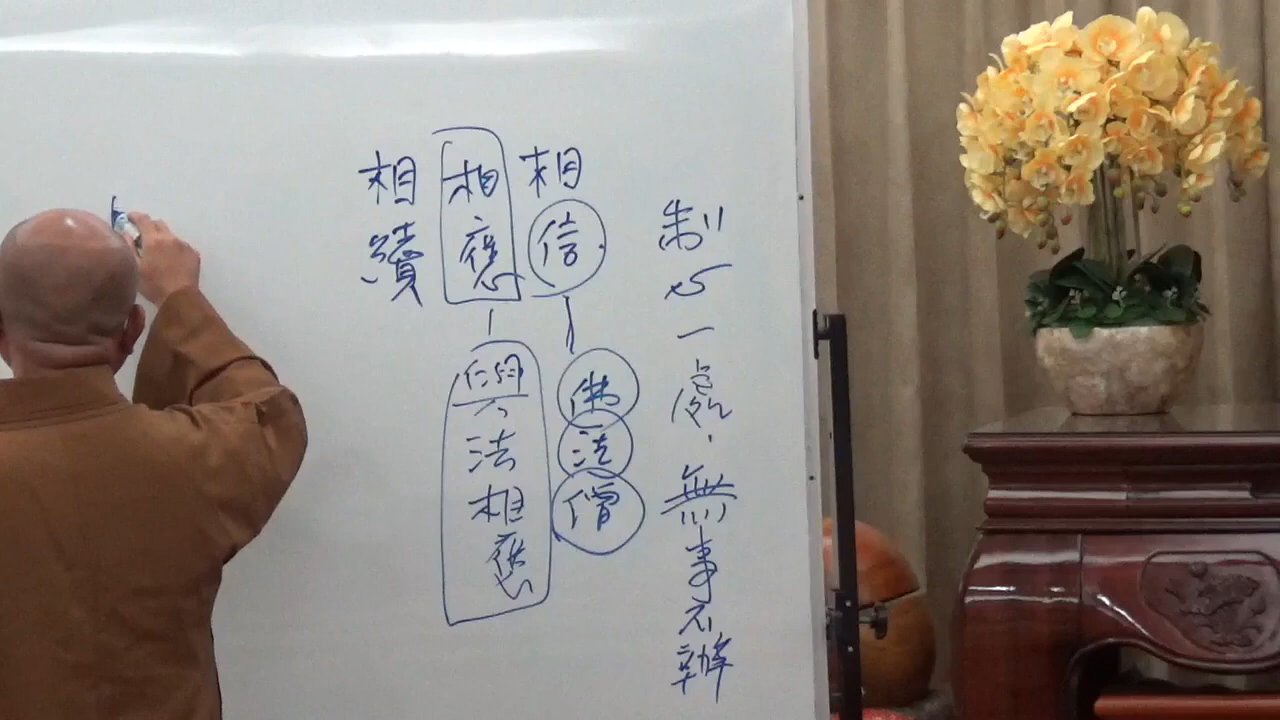 制心一處，無事不辦
相信
佛法僧
相應
與法相應
相續